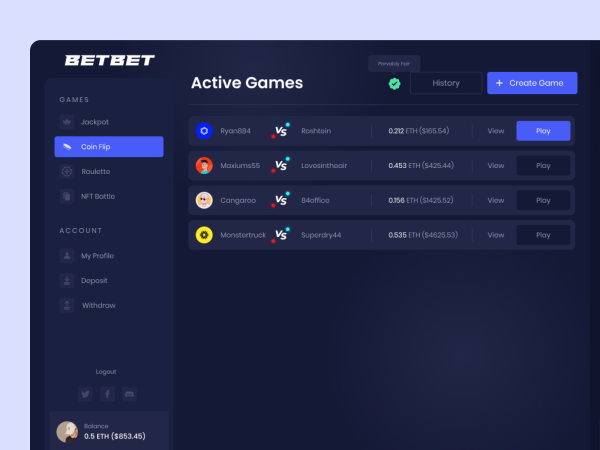 BETBET
GAMES
Jackpot
Coin Flip
Roulette
NFT Battle
ACCOUNT
My Profile
Deposit
Withdraw
Logout
Balance
0.5 ETH ($853.45)
Active Games
Porvably Fair
History
+ Create Game
Ryan884 VS Roshtein 0.212 ETH ($165.54) View Play
Maxiums55 VS Lovesintheair 0.453 ETH ($425.44) View Play
Cangaroo VS 84office 0.156 ETH ($1425.52) View Play
Monstertruck VS Superdry44 0.535 ETH ($4625.53) View Play